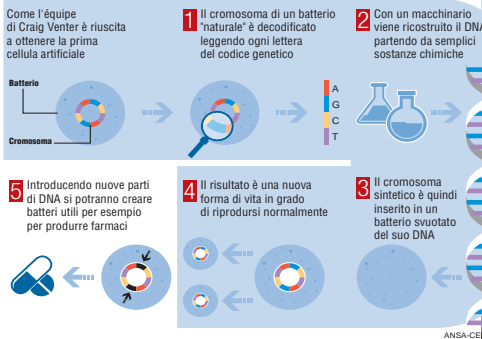 Come l'équipe
di Craig Venter è riuscita
a ottenere la prima
cellula artificiale
Batterio
Cromosoma
1 Il cromosoma di un batterio
"naturale" è decodificato
leggendo ogni lettera
del codice genetico
A
G
C
T
2 Con un macchinario
viene ricostruito il DNA
partendo da semplici
sostanze chimiche
3 Il cromosoma
sintetico è quindi
inserito in un
batterio svuotato
del suo DNA
4 Il risultato è una nuova
forma di vita in grado
di riprodursi normalmente
5 Introducendo nuove parti
di DNA si potranno creare
batteri utili per esempio
per produrre farmaci
ANSA-CE